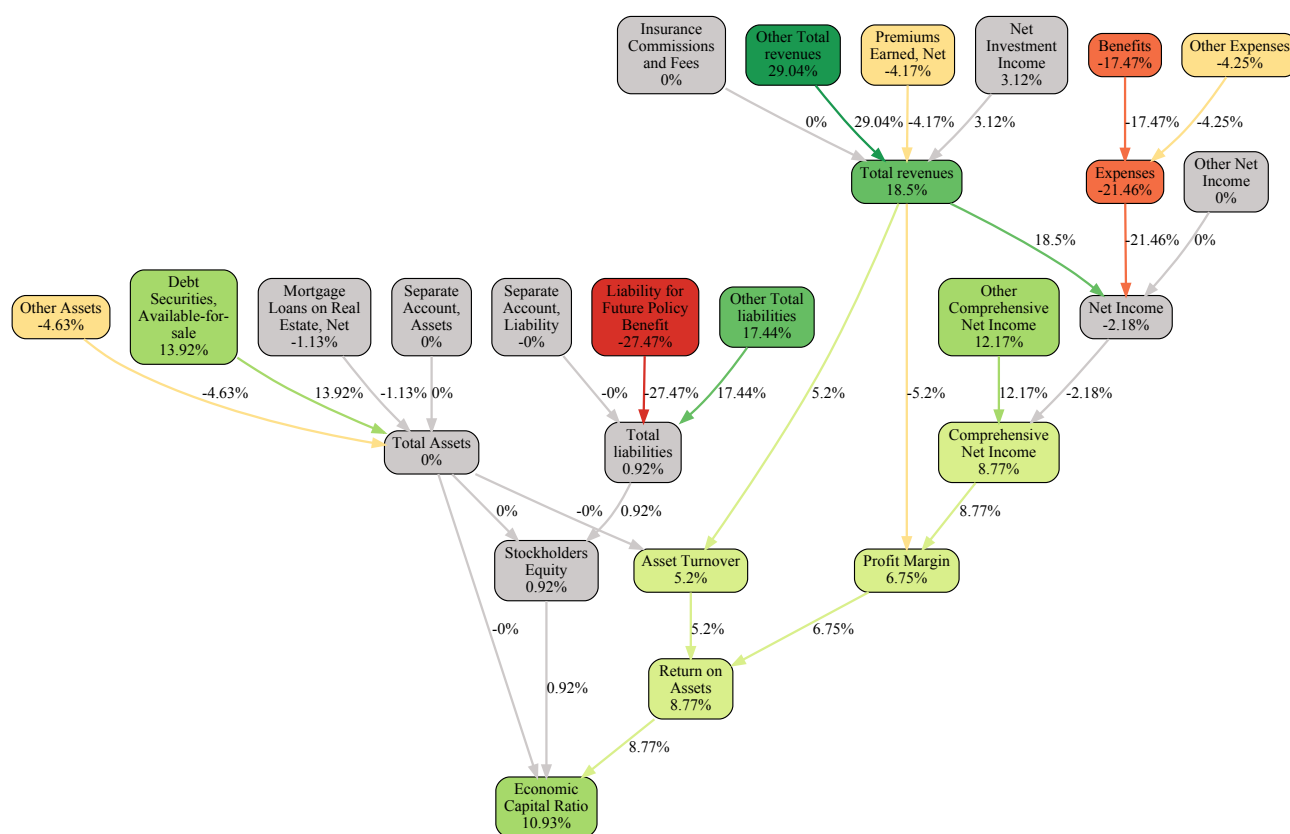 Insurance
Commissions
and Fees
0%
Other Total
revenues
29.04%
Premiums
Earned, Net
-4.17%
Net
Investment
Income
3.12%
Benefits
-17.47%
Other Expenses
-4.25%
0%
29.04%
-4.17%
3.12%
-17.47%
-4.25%
Total revenues
18.5%
Expenses
-21.46%
Other Net
Income
0%
18.5%
-21.46%
0%
Other Assets
-4.63%
Debt
Securities,
Available-for-
sale
13.92%
Mortgage
Loans on Real
Estate, Net
-1.13%
Separate
Account,
Assets
0%
Separate
Account,
Liability
-0%
Liability for
Future Policy
Benefit
-27.47%
Other Total
liabilities
17.44%
Other
Comprehensive
Net Income
12.17%
Net Income
-2.18%
-4.63%
13.92%
-1.13%
0%
-0%
-27.47%
17.44%
5.2%
-5.2%
12.17%
-2.18%
Total Assets
0%
Total
liabilities
0.92%
Comprehensive
Net Income
8.77%
0%
-0%
0.92%
8.77%
Stockholders
Equity
0.92%
Asset Turnover
5.2%
Profit Margin
6.75%
-0%
5.2%
6.75%
0.92%
Return on
Assets
8.77%
8.77%
Economic
Capital Ratio
10.93%